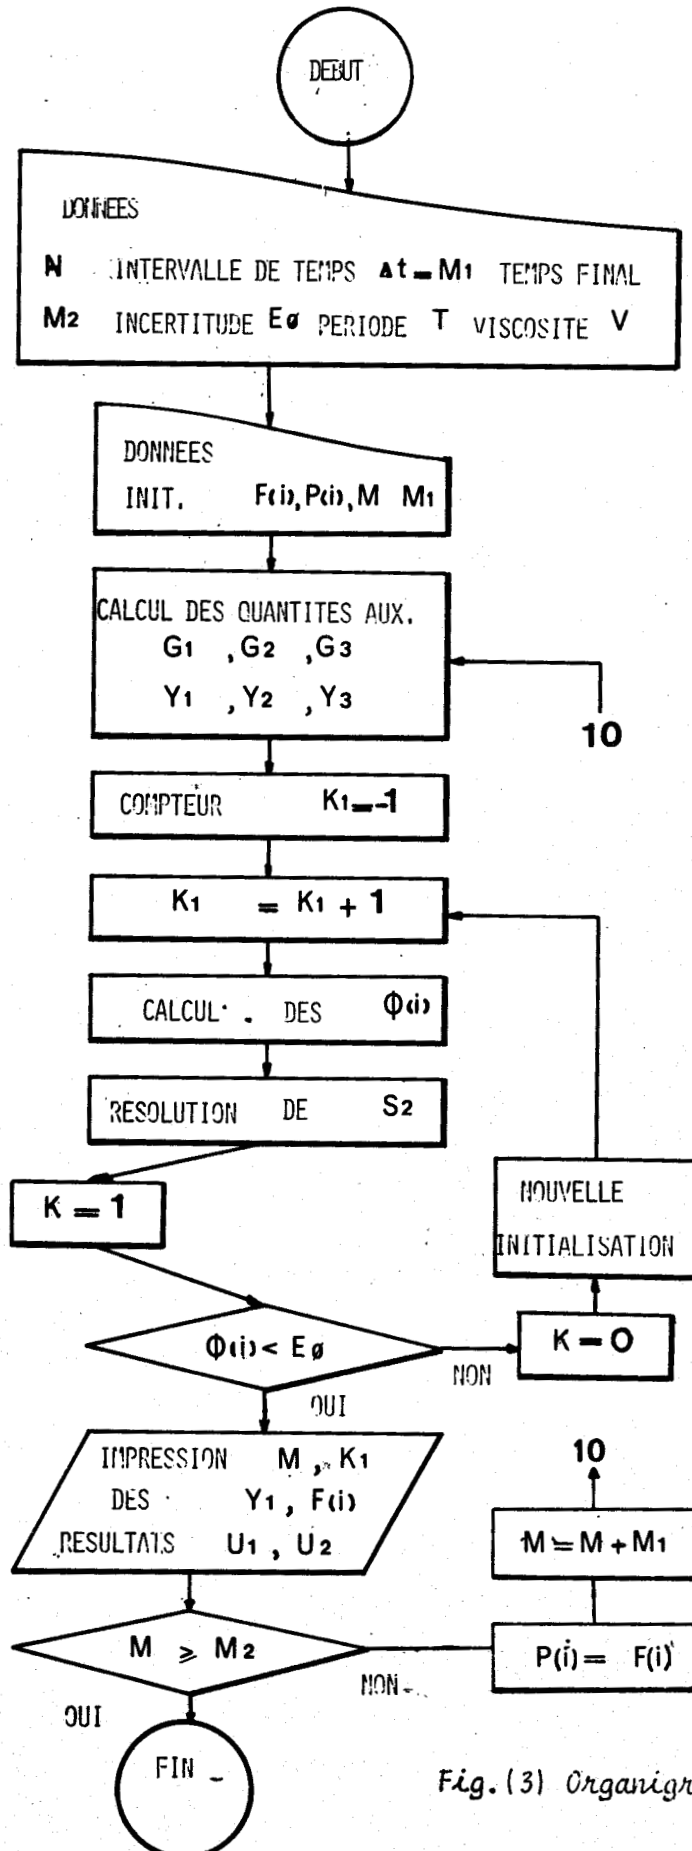 DEBUT
DONNEES
N INTERVALLE DE TEMPS Δt=M1 TEMPS FINAL
M2 INCERTITUDE Eø PERIODE T VISCOSITE V
DONNEES
INIT. F(i), P(i), M M1
CALCUL DES QUANTITES AUX.
G1 , G2 , G3
Y1 , Y2 , Y3
10
COMPTEUR K1=-1
K1 = K1 + 1
CALCUL . DES Φ(i)
RESOLUTION DE S2
K = 1
NOUVELLE
INITIALISATION
Φ(i) < Eø
K = 0
NON
OUI
IMPRESSION M , K1
DES Y1 , F(i)
RESULTATS U1 , U2
10
M = M + M1
M ⩾ M2
P(i) = F(i)
NON
OUI
FIN
Fig.(3) Organigr